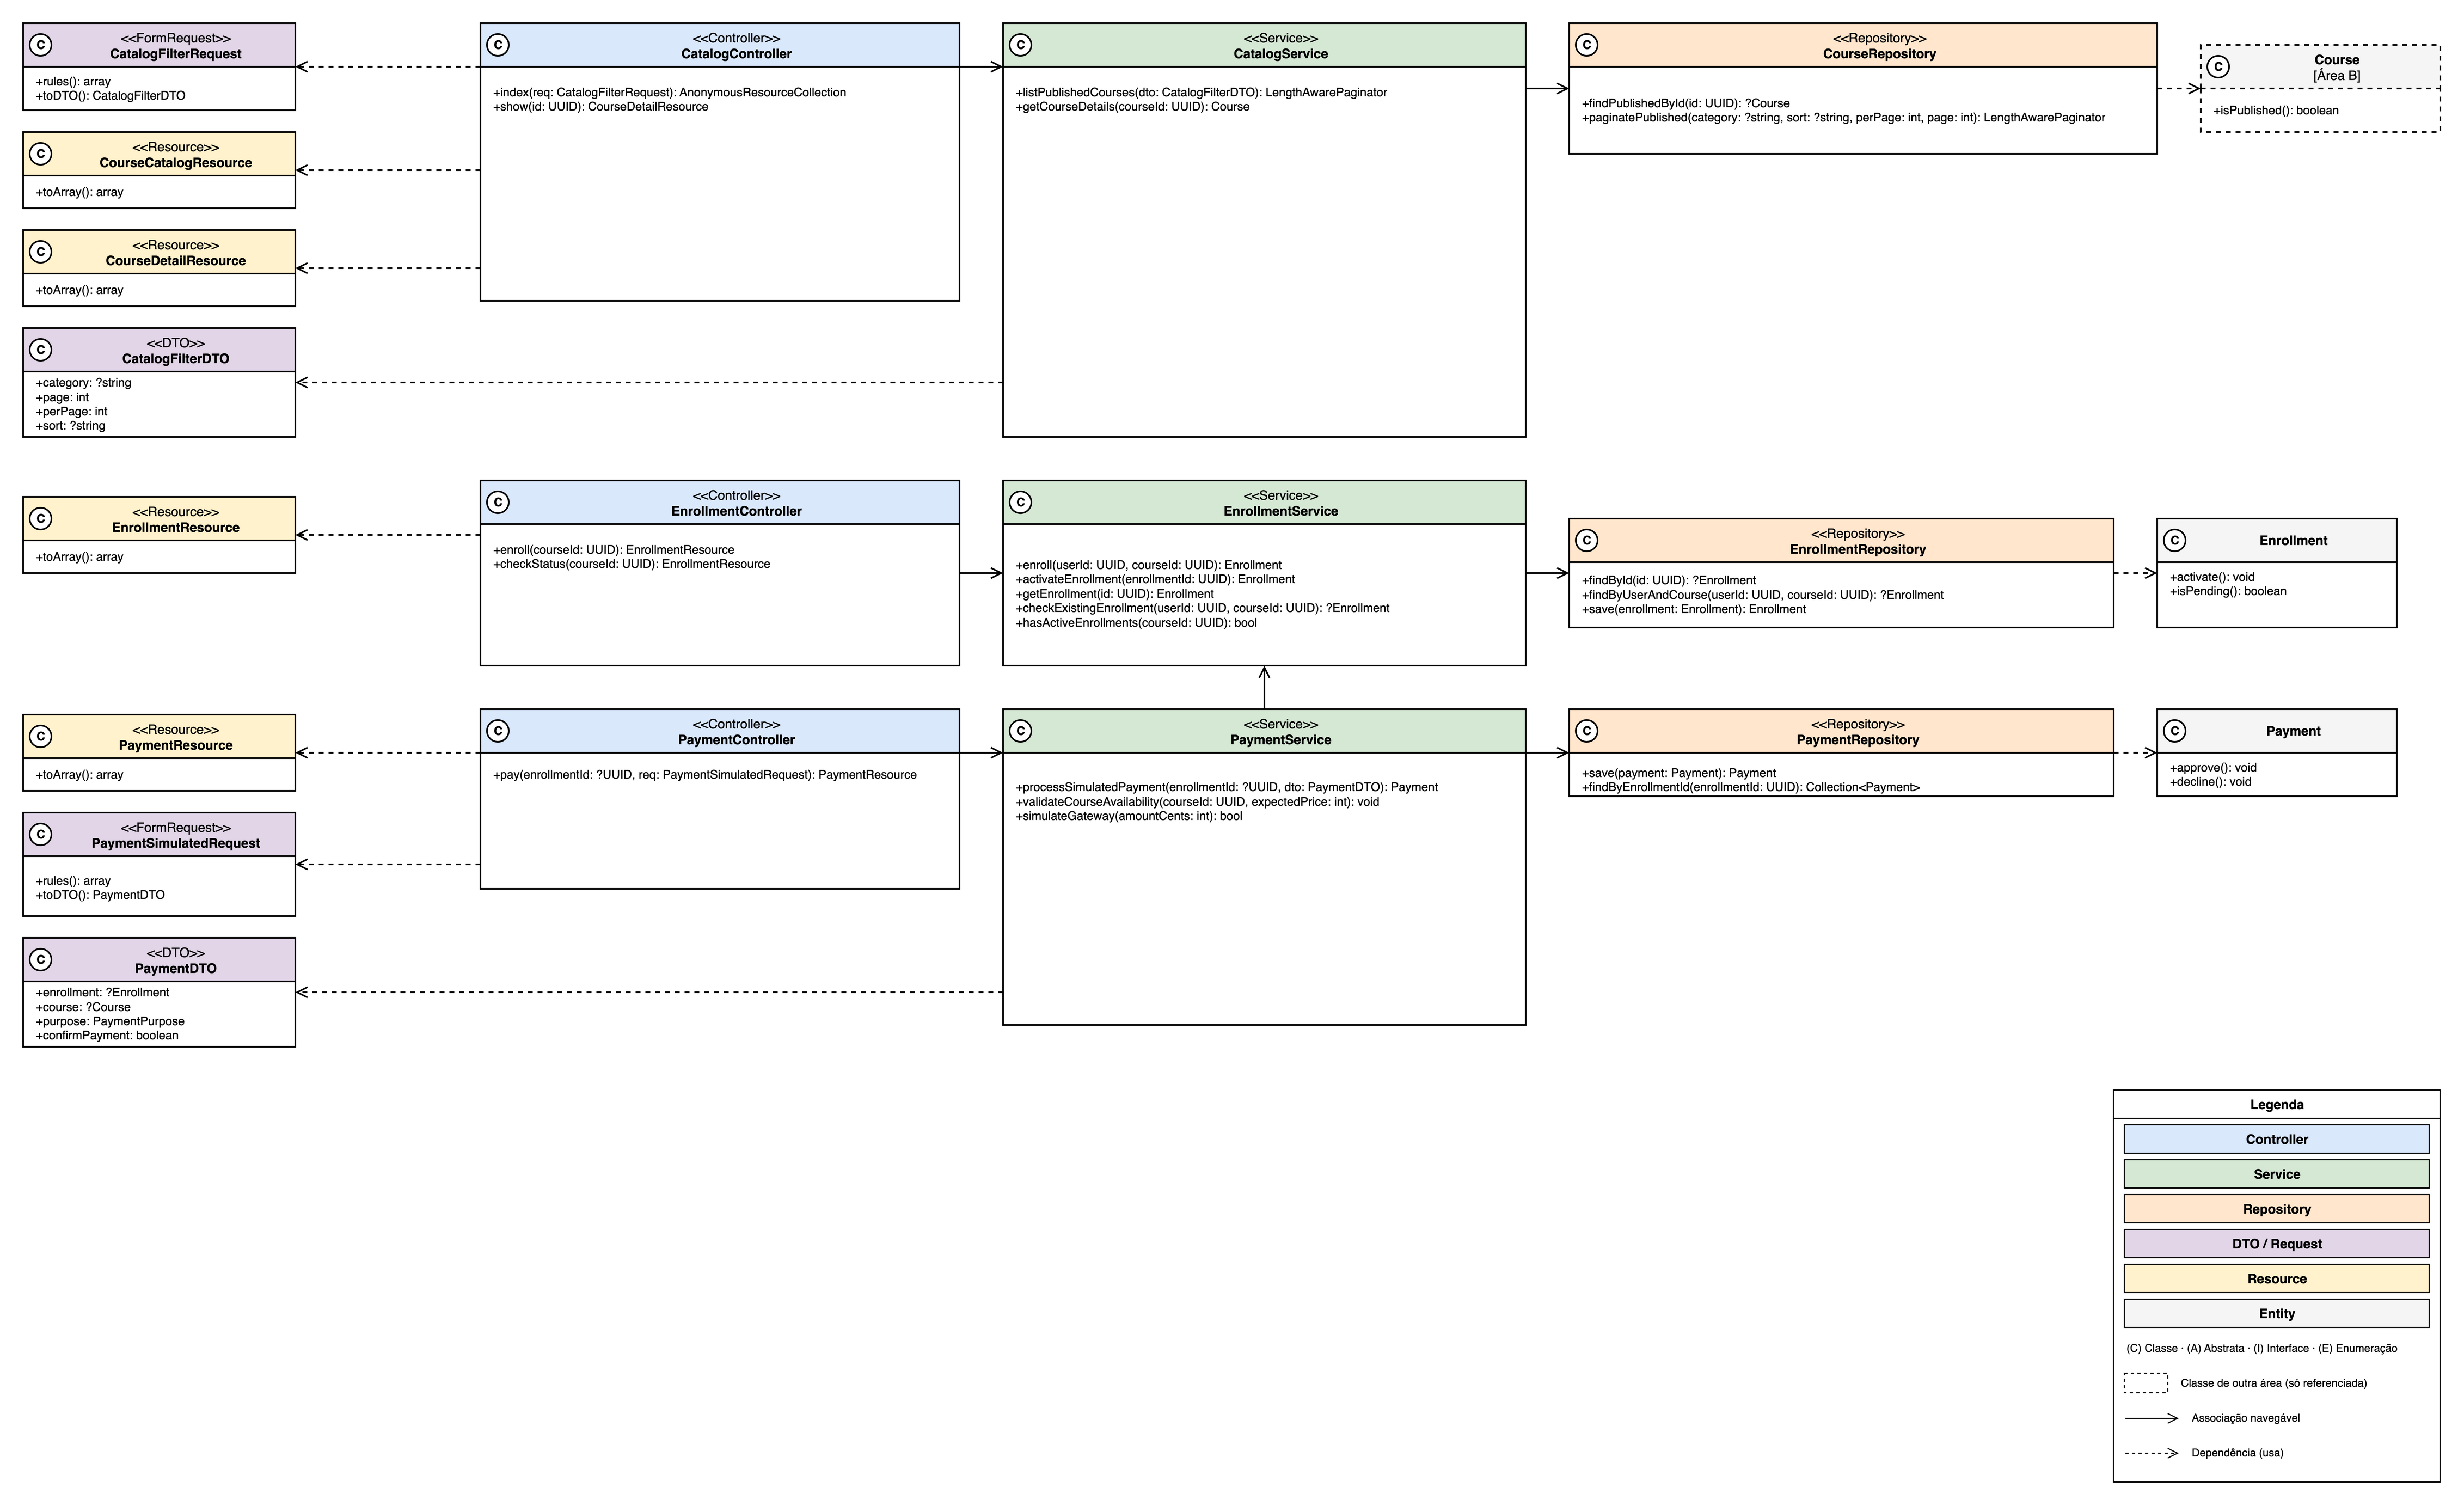 C
<<FormRequest>>
CatalogFilterRequest
+rules(): array
+toDTO(): CatalogFilterDTO
C
<<Resource>>
CourseCatalogResource
+toArray(): array
C
<<Resource>>
CourseDetailResource
+toArray(): array
C
<<DTO>>
CatalogFilterDTO
+category: ?string
+page: int
+perPage: int
+sort: ?string
C
<<Controller>>
CatalogController
+index(req: CatalogFilterRequest): AnonymousResourceCollection
+show(id: UUID): CourseDetailResource
C
<<Service>>
CatalogService
+listPublishedCourses(dto: CatalogFilterDTO): LengthAwarePaginator
+getCourseDetails(courseId: UUID): Course
C
<<Repository>>
CourseRepository
+findPublishedById(id: UUID): ?Course
+paginatePublished(category: ?string, sort: ?string, perPage: int, page: int): LengthAwarePaginator
C
Course
[Área B]
+isPublished(): boolean
C
<<Resource>>
EnrollmentResource
+toArray(): array
C
<<Controller>>
EnrollmentController
+enroll(courseId: UUID): EnrollmentResource
+checkStatus(courseId: UUID): EnrollmentResource
C
<<Service>>
EnrollmentService
+enroll(userId: UUID, courseId: UUID): Enrollment
+activateEnrollment(enrollmentId: UUID): Enrollment
+getEnrollment(id: UUID): Enrollment
+checkExistingEnrollment(userId: UUID, courseId: UUID): ?Enrollment
+hasActiveEnrollments(courseId: UUID): bool
C
<<Repository>>
EnrollmentRepository
+findById(id: UUID): ?Enrollment
+findByUserAndCourse(userId: UUID, courseId: UUID): ?Enrollment
+save(enrollment: Enrollment): Enrollment
C
Enrollment
+activate(): void
+isPending(): boolean
C
<<Resource>>
PaymentResource
+toArray(): array
C
<<FormRequest>>
PaymentSimulatedRequest
+rules(): array
+toDTO(): PaymentDTO
C
<<DTO>>
PaymentDTO
+enrollment: ?Enrollment
+course: ?Course
+purpose: PaymentPurpose
+confirmPayment: boolean
C
<<Controller>>
PaymentController
+pay(enrollmentId: ?UUID, req: PaymentSimulatedRequest): PaymentResource
C
<<Service>>
PaymentService
+processSimulatedPayment(enrollmentId: ?UUID, dto: PaymentDTO): Payment
+validateCourseAvailability(courseId: UUID, expectedPrice: int): void
+simulateGateway(amountCents: int): bool
C
<<Repository>>
PaymentRepository
+save(payment: Payment): Payment
+findByEnrollmentId(enrollmentId: UUID): Collection<Payment>
C
Payment
+approve(): void
+decline(): void
Legenda
Controller
Service
Repository
DTO / Request
Resource
Entity
(C) Classe · (A) Abstrata · (I) Interface · (E) Enumeração
Classe de outra área (só referenciada)
Associação navegável
Dependência (usa)